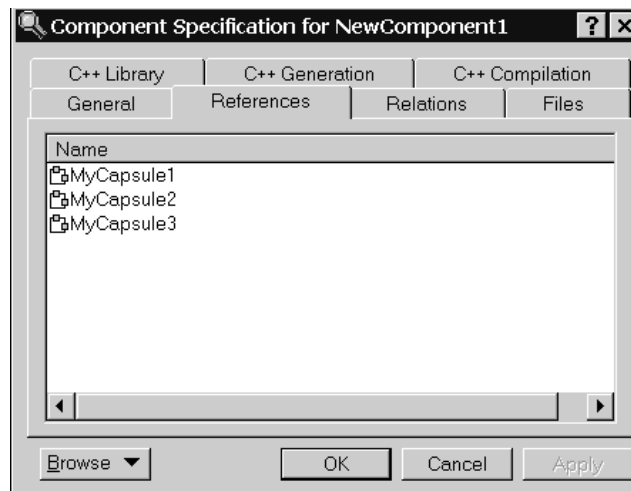 Component Specification for NewComponent1
C++ Library C++ Generation C++ Compilation
General References Relations Files
Name
MyCapsule1
MyCapsule2
MyCapsule3
Browse OK Cancel Apply